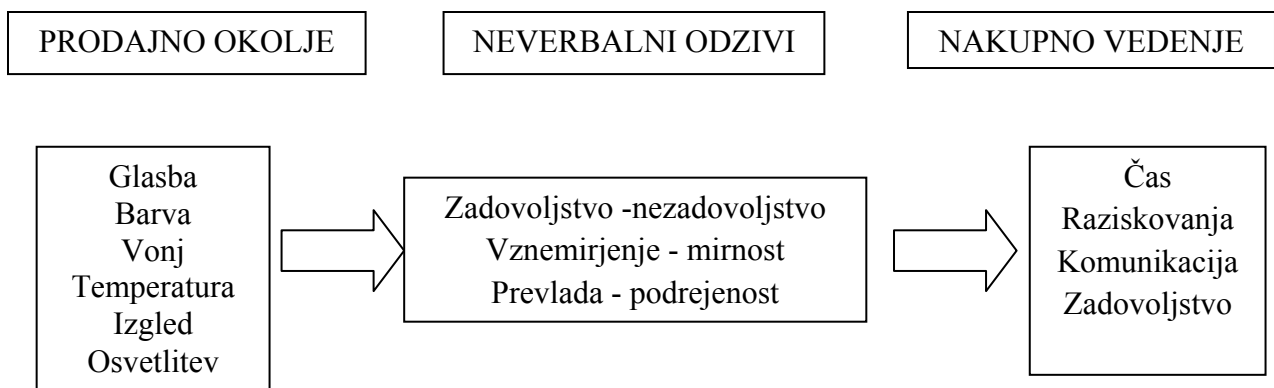 PRODAJNO OKOLJE
NEVERBALNI ODZIVI
NAKUPNO VEDENJE
Glasba
Barva
Vonj
Temperatura
Izgled
Osvetlitev
Zadovoljstvo -nezadovoljstvo
Vznemirjenje - mirnost
Prevlada - podrejenost
Čas
Raziskovanja
Komunikacija
Zadovoljstvo